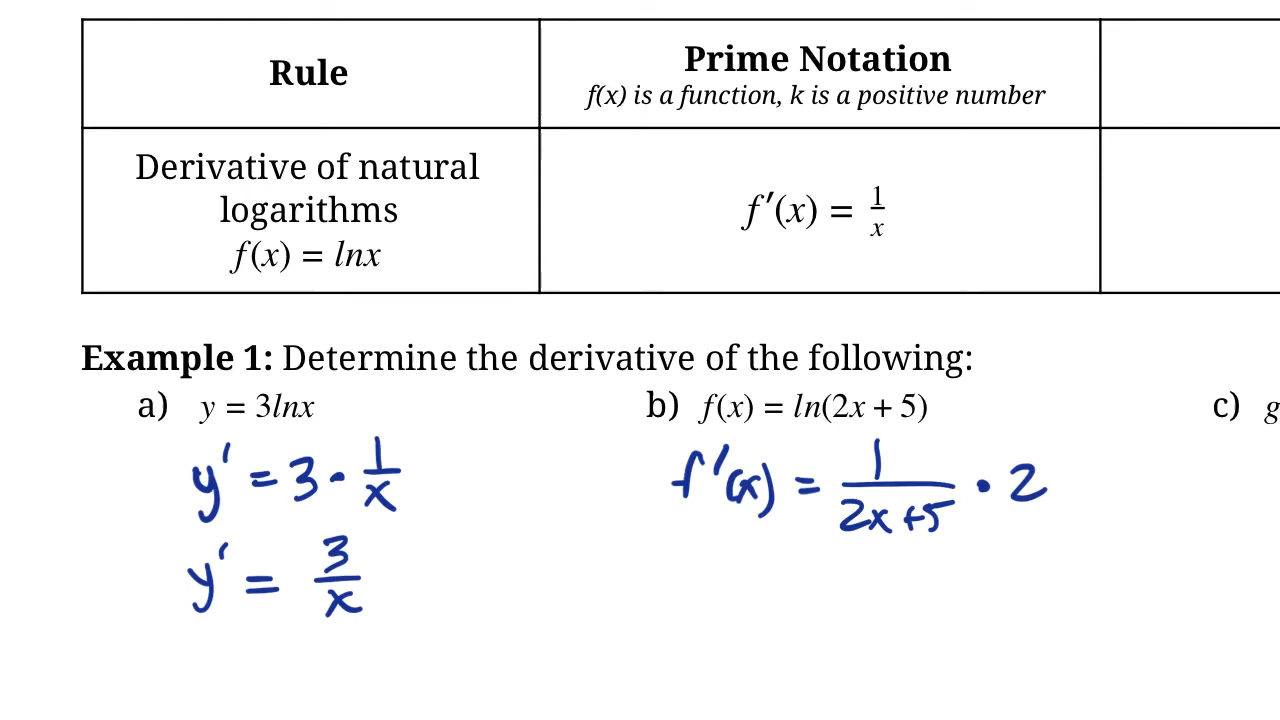 Rule
Prime Notation
f(x) is a function, k is a positive number
Derivative of natural
logarithms
f(x) = lnx
f′(x) = 1/x
Example 1: Determine the derivative of the following:
a) y = 3lnx
b) f(x) = ln(2x + 5)
c) g
y' = 3 · 1/x
f'(x) = 1/(2x+5) · 2
y' = 3/x